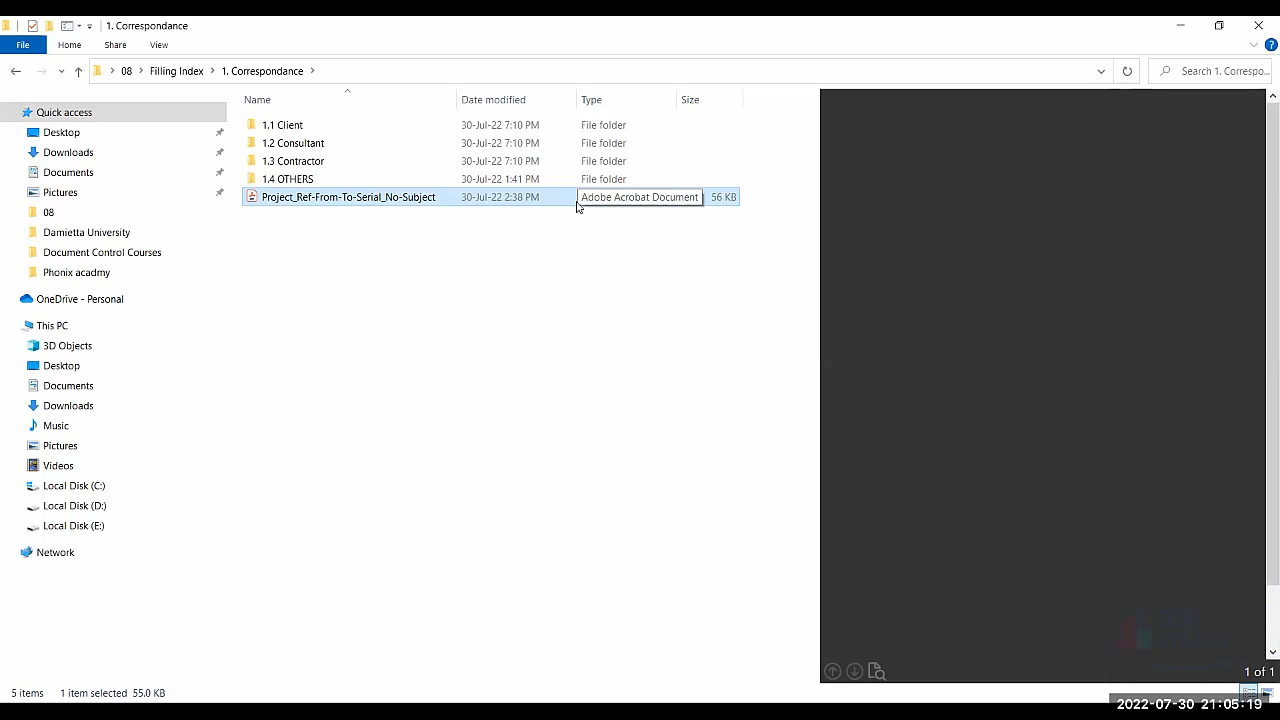 1. Correspondance
File Home Share View
08 Filling Index 1. Correspondance Search 1. Correspo...
Name Date modified Type Size
Quick access
Desktop
Downloads
Documents
Pictures
08
Damietta University
Document Control Courses
Phonix acadmy
OneDrive - Personal
This PC
3D Objects
Desktop
Documents
Downloads
Music
Pictures
Videos
Local Disk (C:)
Local Disk (D:)
Local Disk (E:)
Network
1.1 Client 30-Jul-22 7:10 PM File folder
1.2 Consultant 30-Jul-22 7:10 PM File folder
1.3 Contractor 30-Jul-22 7:10 PM File folder
1.4 OTHERS 30-Jul-22 1:41 PM File folder
Project_Ref-From-To-Serial_No-Subject 30-Jul-22 2:38 PM Adobe Acrobat Document 56 KB
1 of 1
5 items 1 item selected 55.0 KB
2022-07-30 21:05:19